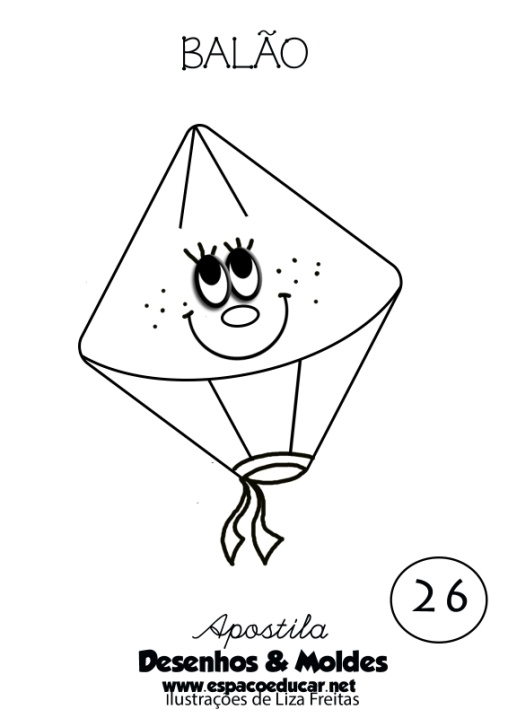 BALÃO
26
Apostila
Desenhos & Moldes
www.espacoeducar.net
Ilustrações de Liza Freitas